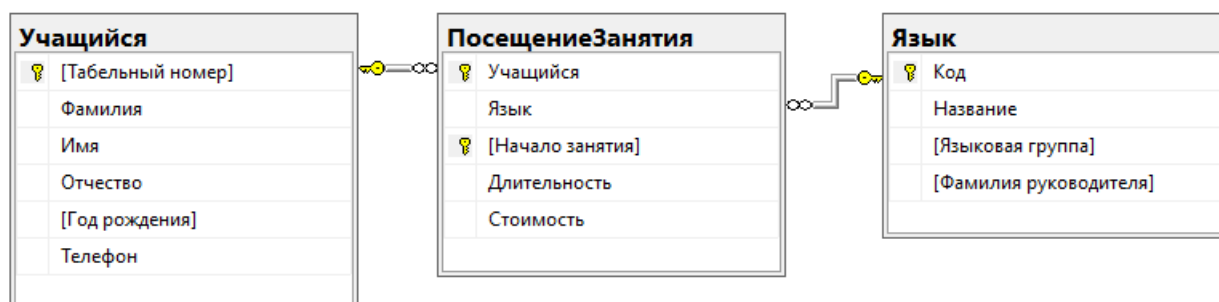 Учащийся
[Табельный номер]
Фамилия
Имя
Отчество
[Год рождения]
Телефон
ПосещениеЗанятия
Учащийся
Язык
[Начало занятия]
Длительность
Стоимость
Язык
Код
Название
[Языковая группа]
[Фамилия руководителя]